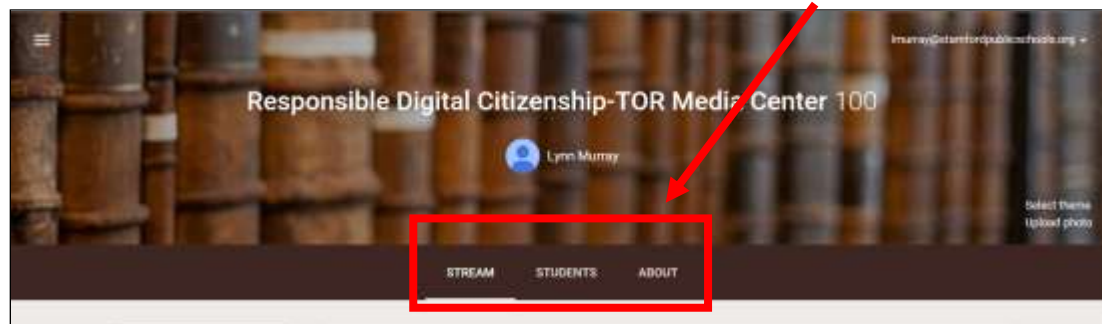 lmurray@stamfordpublicschools.org
Responsible Digital Citizenship-TOR Media Center 100
Lynn Murray
Select theme
Upload photo
STREAM STUDENTS ABOUT